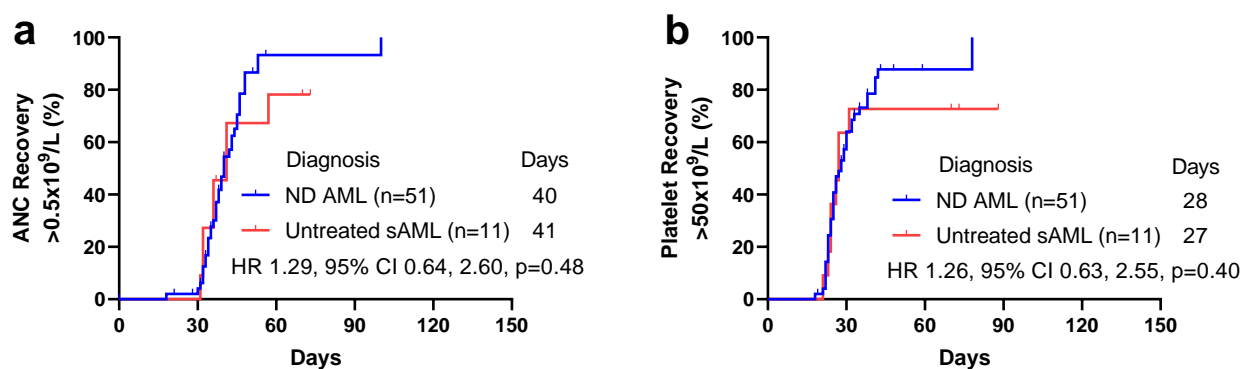 a
ANC Recovery
>0.5x10⁹/L (%)
100
80
60
40
20
0
Diagnosis Days
ND AML (n=51) 40
Untreated sAML (n=11) 41
HR 1.29, 95% CI 0.64, 2.60, p=0.48
0 30 60 90 120 150
Days
b
Platelet Recovery
>50x10⁹/L (%)
100
80
60
40
20
0
Diagnosis Days
ND AML (n=51) 28
Untreated sAML (n=11) 27
HR 1.26, 95% CI 0.63, 2.55, p=0.40
0 30 60 90 120 150
Days